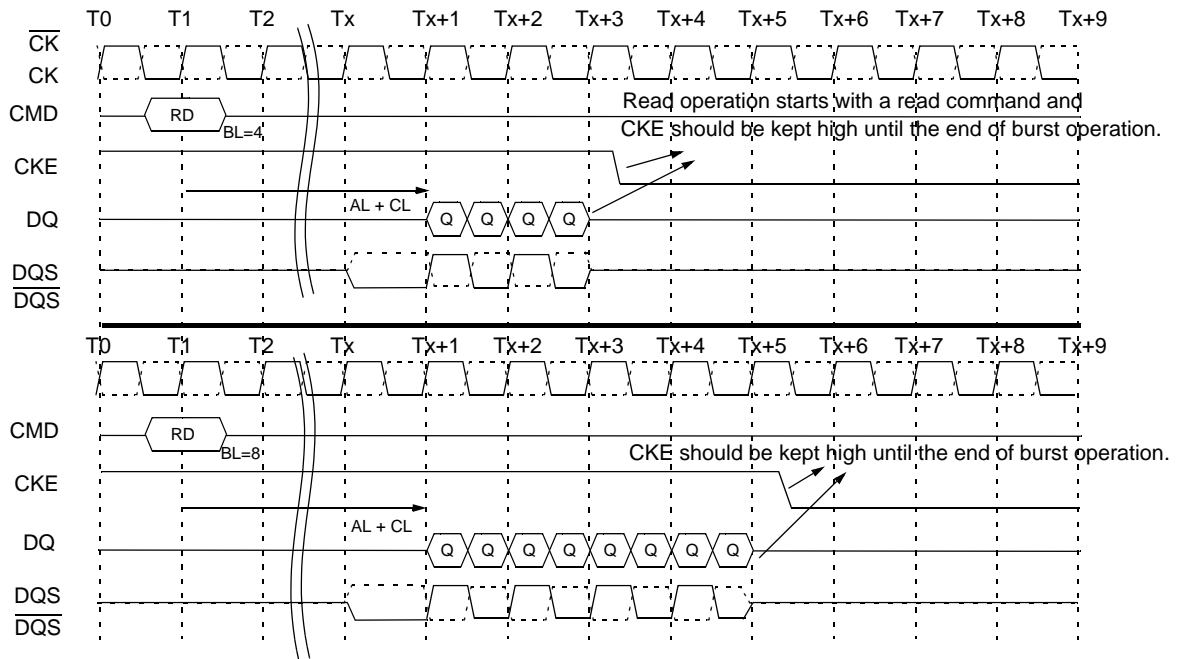 T0 T1 T2 Tx Tx+1 Tx+2 Tx+3 Tx+4 Tx+5 Tx+6 Tx+7 Tx+8 Tx+9
CK
CK
CMD RD BL=4
Read operation starts with a read command and
CKE should be kept high until the end of burst operation.
CKE
AL + CL
DQ Q Q Q Q
DQS
DQS
T0 T1 T2 Tx Tx+1 Tx+2 Tx+3 Tx+4 Tx+5 Tx+6 Tx+7 Tx+8 Tx+9
CMD RD BL=8
CKE should be kept high until the end of burst operation.
CKE
AL + CL
DQ Q Q Q Q Q Q Q Q
DQS
DQS